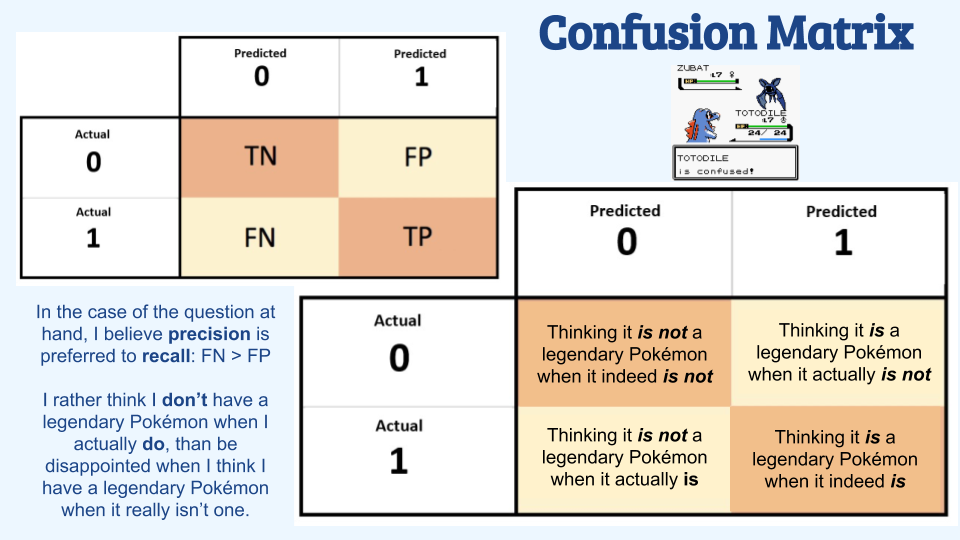 Confusion Matrix
Predicted
0
Predicted
1
Actual
0
TN
FP
Actual
1
FN
TP
ZUBAT
:L7 ♀
HP
TOTODILE
:L7 ♂
HP
24/ 24
TOTODILE
is confused!
In the case of the question at
hand, I believe precision is
preferred to recall: FN > FP
I rather think I don’t have a
legendary Pokémon when I
actually do, than be
disappointed when I think I
have a legendary Pokémon
when it really isn’t one.
Predicted
0
Predicted
1
Actual
0
Thinking it is not a
legendary Pokémon
when it indeed is not
Thinking it is a
legendary Pokémon
when it actually is not
Actual
1
Thinking it is not a
legendary Pokémon
when it actually is
Thinking it is a
legendary Pokémon
when it indeed is